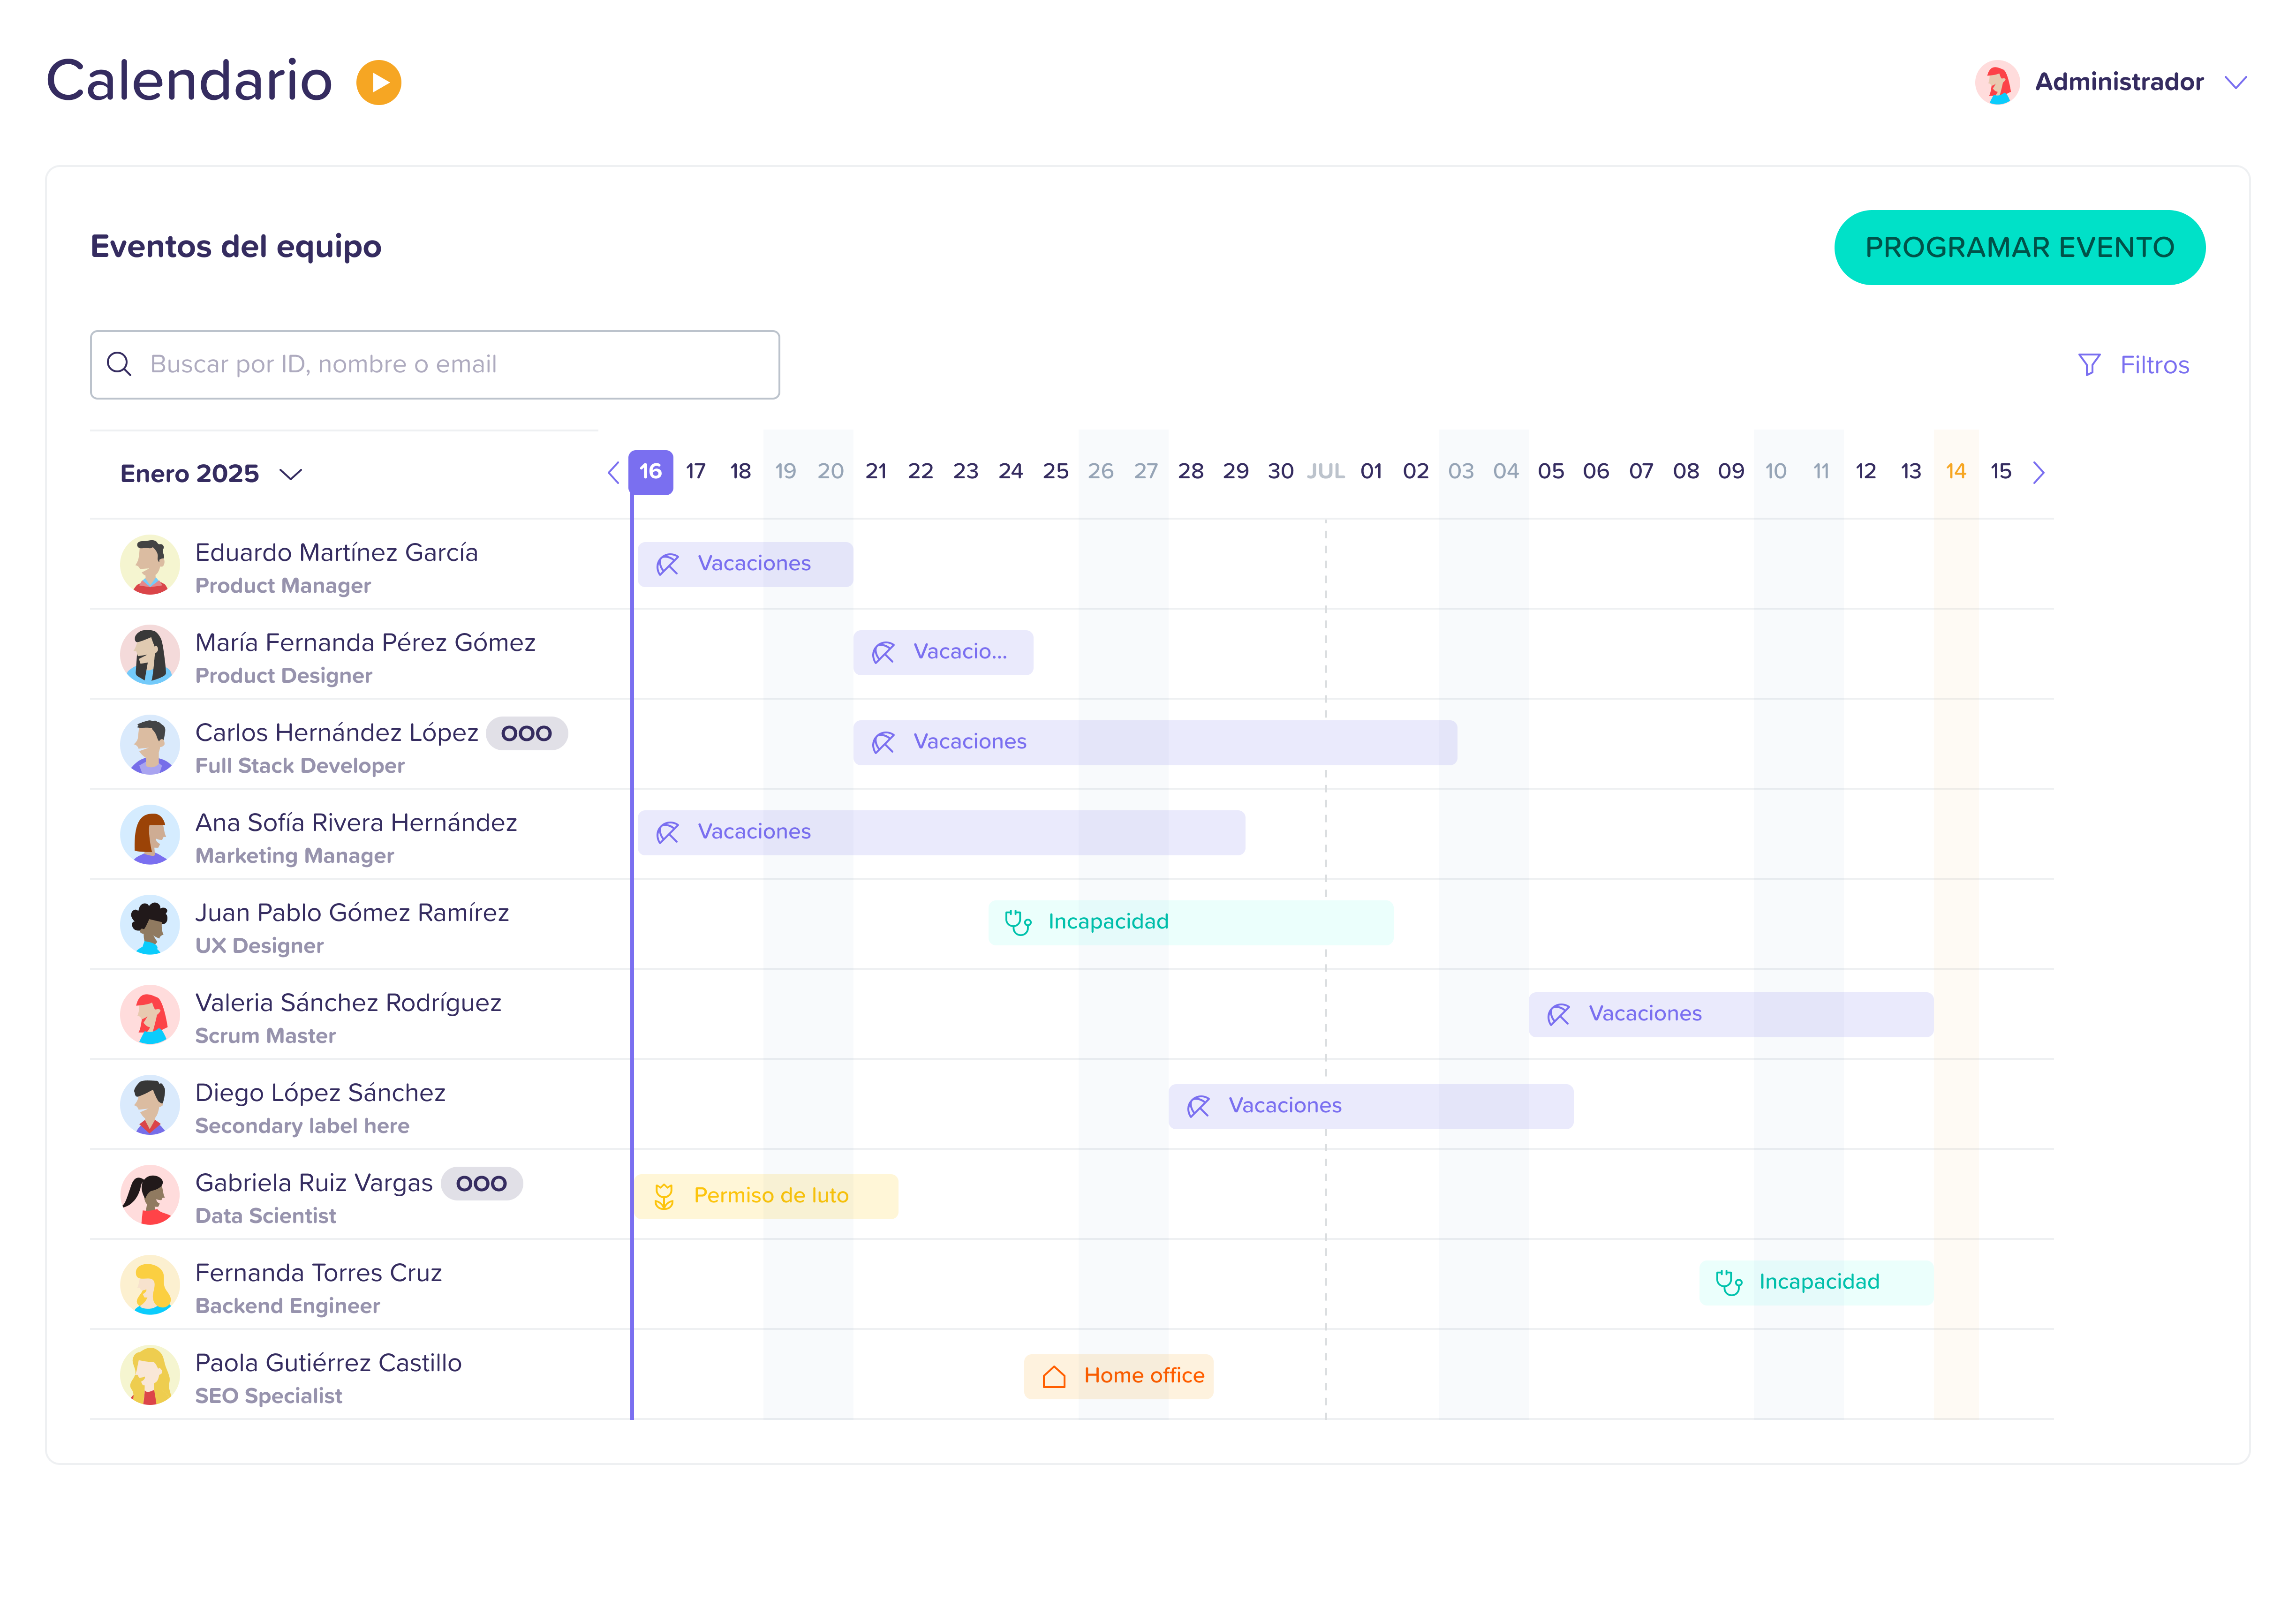 Calendario
Administrador
Eventos del equipo
PROGRAMAR EVENTO
Buscar por ID, nombre o email
Filtros
Enero 2025
16 17 18 19 20 21 22 23 24 25 26 27 28 29 30 JUL 01 02 03 04 05 06 07 08 09 10 11 12 13 14 15
Eduardo Martínez García
Product Manager
Vacaciones
María Fernanda Pérez Gómez
Product Designer
Vacacio...
Carlos Hernández López OOO
Full Stack Developer
Vacaciones
Ana Sofía Rivera Hernández
Marketing Manager
Vacaciones
Juan Pablo Gómez Ramírez
UX Designer
Incapacidad
Valeria Sánchez Rodríguez
Scrum Master
Vacaciones
Diego López Sánchez
Secondary label here
Vacaciones
Gabriela Ruiz Vargas OOO
Data Scientist
Permiso de luto
Fernanda Torres Cruz
Backend Engineer
Incapacidad
Paola Gutiérrez Castillo
SEO Specialist
Home office